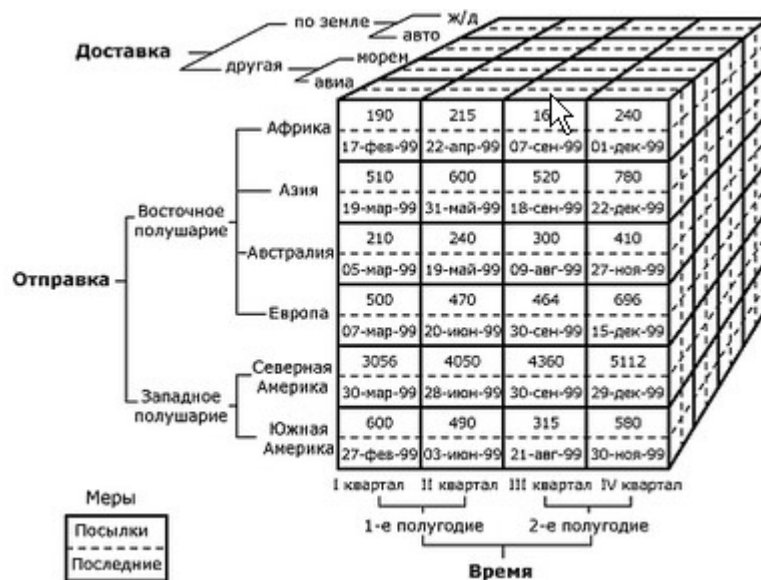 по земле
ж/д
авто
Доставка
другая
морем
авиа
Африка
190 215 240
17-фев-99 22-апр-99 07-сен-99 01-дек-99
Азия
510 600 520 780
19-мар-99 31-май-99 18-сен-99 22-дек-99
Восточное
полушарие
Австралия
210 240 300 410
05-мар-99 19-май-99 09-авг-99 27-ноя-99
Отправка
Европа
500 470 464 696
07-мар-99 20-июн-99 30-сен-99 15-дек-99
Северная
Америка
3056 4050 4360 5112
30-мар-99 28-июн-99 30-сен-99 29-дек-99
Западное
полушарие
Южная
Америка
600 490 315 580
27-фев-99 03-июн-99 21-авг-99 30-ноя-99
I квартал II квартал III квартал IV квартал
1-е полугодие 2-е полугодие
Время
Меры
Посылки
Последние